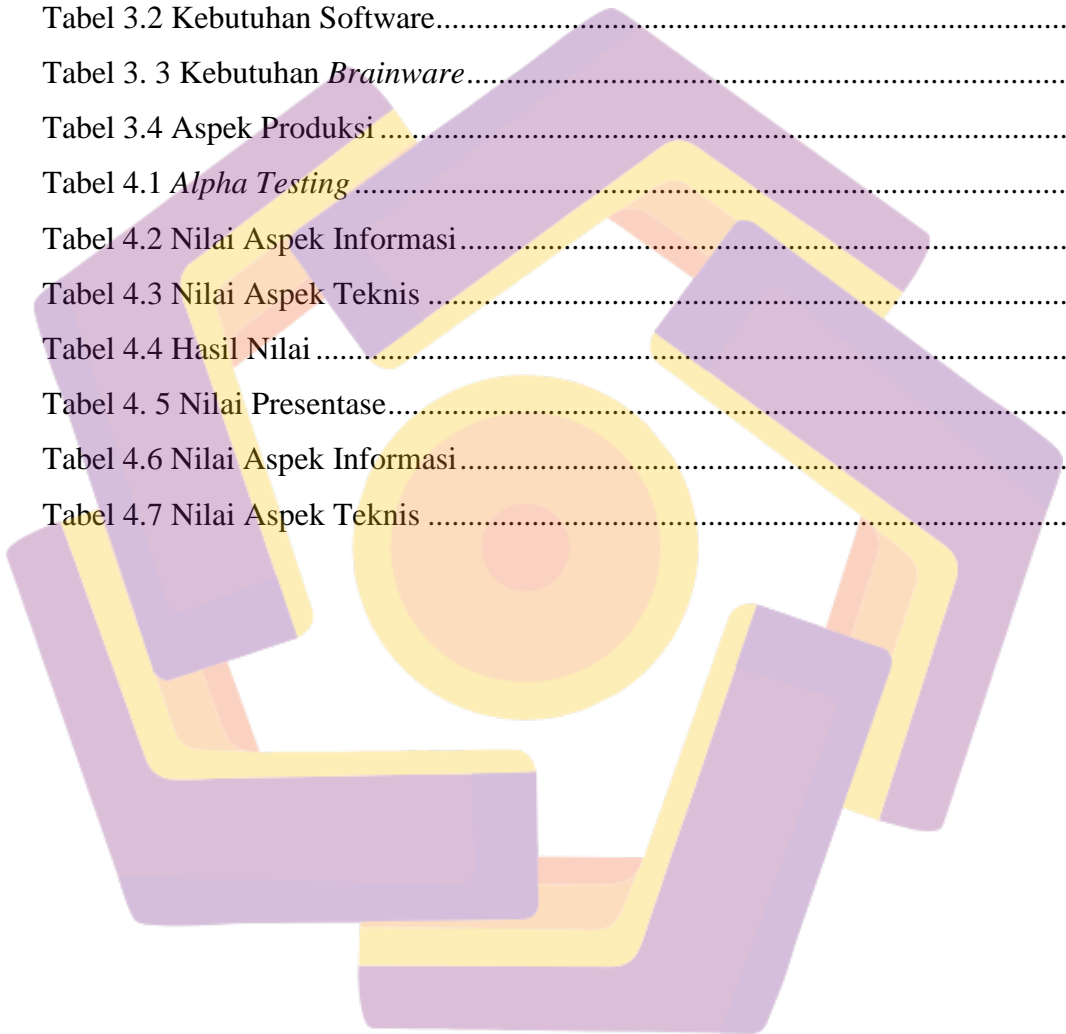 Tabel 3.2 Kebutuhan Software.......................................................................................
Tabel 3. 3 Kebutuhan Brainware...................................................................................
Tabel 3.4 Aspek Produksi ..............................................................................................
Tabel 4.1 Alpha Testing..................................................................................................
Tabel 4.2 Nilai Aspek Informasi....................................................................................
Tabel 4.3 Nilai Aspek Teknis ........................................................................................
Tabel 4.4 Hasil Nilai.......................................................................................................
Tabel 4. 5 Nilai Presentase.............................................................................................
Tabel 4.6 Nilai Aspek Informasi....................................................................................
Tabel 4.7 Nilai Aspek Teknis ........................................................................................